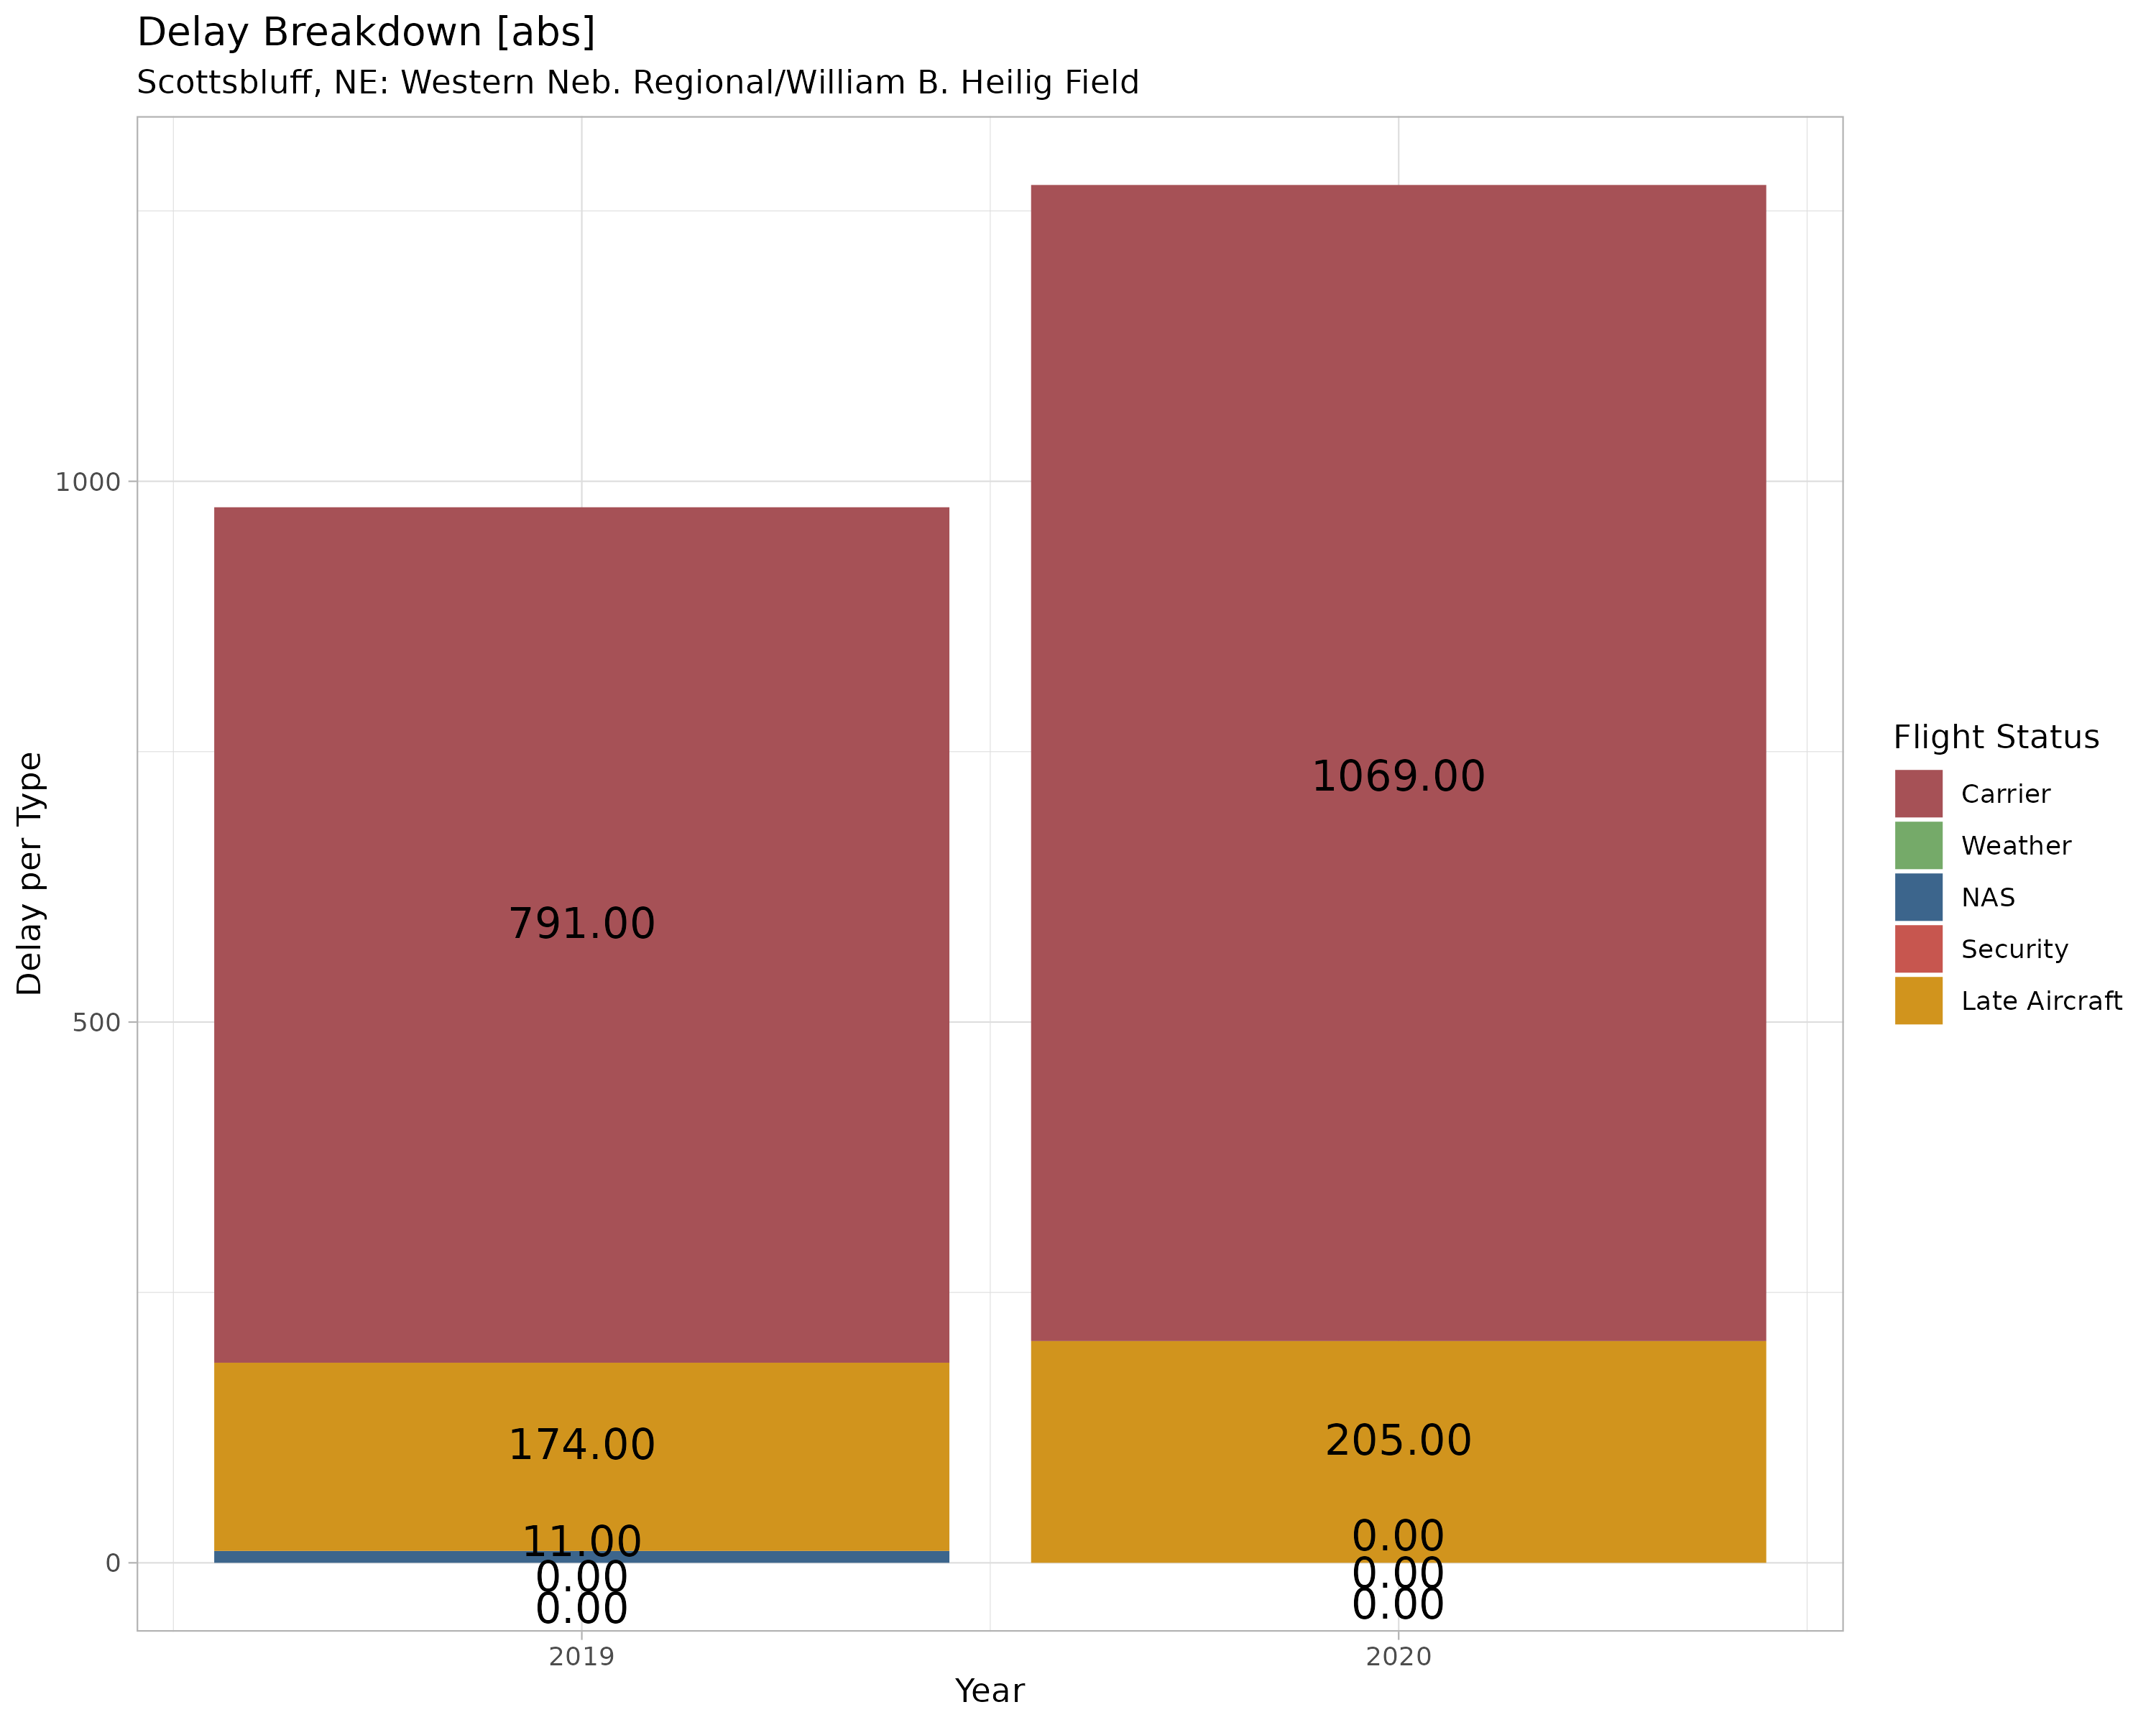 Delay Breakdown [abs]
Scottsbluff, NE: Western Neb. Regional/William B. Heilig Field
Delay per Type
1000
500
0
791.00
174.00
11.00
0.00
0.00
1069.00
205.00
0.00
0.00
0.00
2019
2020
Year
Flight Status
Carrier
Weather
NAS
Security
Late Aircraft